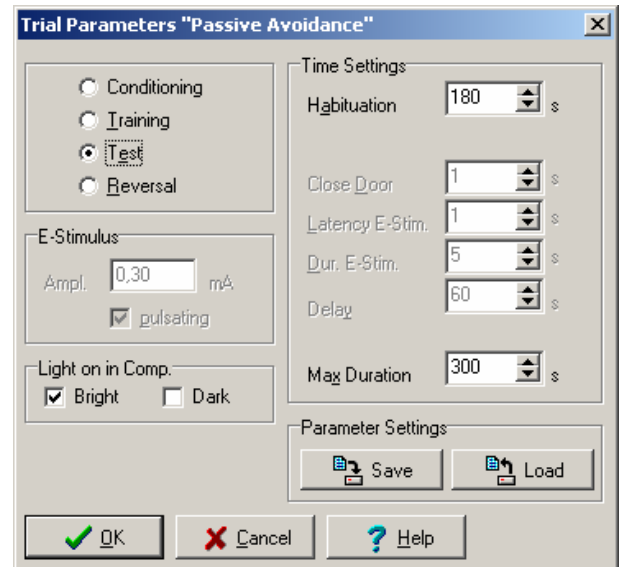 Trial Parameters "Passive Avoidance"
Conditioning
Training
Test
Reversal
E-Stimulus
Ampl. 0,30 mA
pulsating
Light on in Comp.
Bright Dark
Time Settings
Habituation 180 s
Close Door 1 s
Latency E-Stim. 1 s
Dur. E-Stim. 5 s
Delay 60 s
Max Duration 300 s
Parameter Settings
Save Load
OK Cancel Help